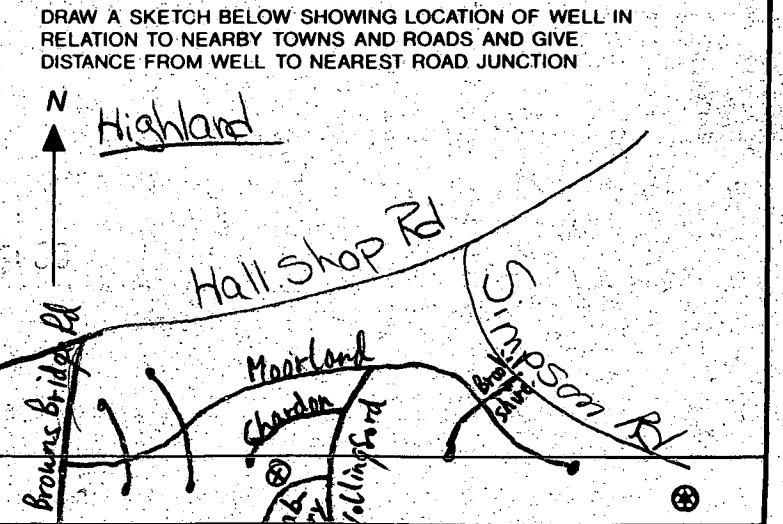 DRAW A SKETCH BELOW SHOWING LOCATION OF WELL IN
RELATION TO NEARBY TOWNS AND ROADS AND GIVE
DISTANCE FROM WELL TO NEAREST ROAD JUNCTION
N
Highland
Hall Shop Rd
Simpson Rd
Browns Bridge Rd
Moorland
Chardon
Brook